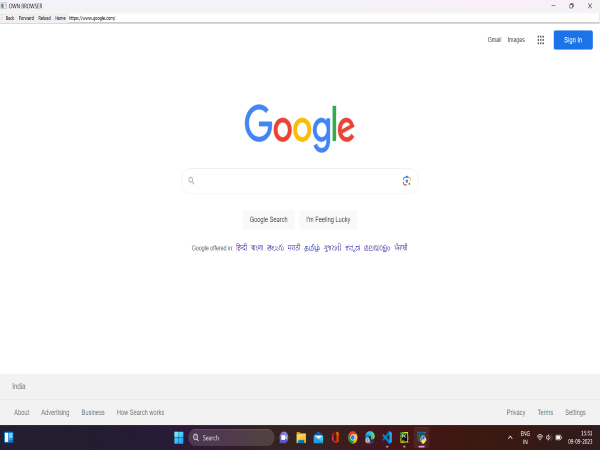 OWN BROWSER
Back Forward Reload Home https://www.google.com/
Gmail Images Sign in
Google
Google Search I'm Feeling Lucky
Google offered in: हिन्दी বাংলা తెలుగు मराठी தமிழ் ગુજરાતી ಕನ್ನಡ മലയാളം ਪੰਜਾਬੀ
India
About Advertising Business How Search works Privacy Terms Settings
Search ENG 15:51
IN 09-09-2023